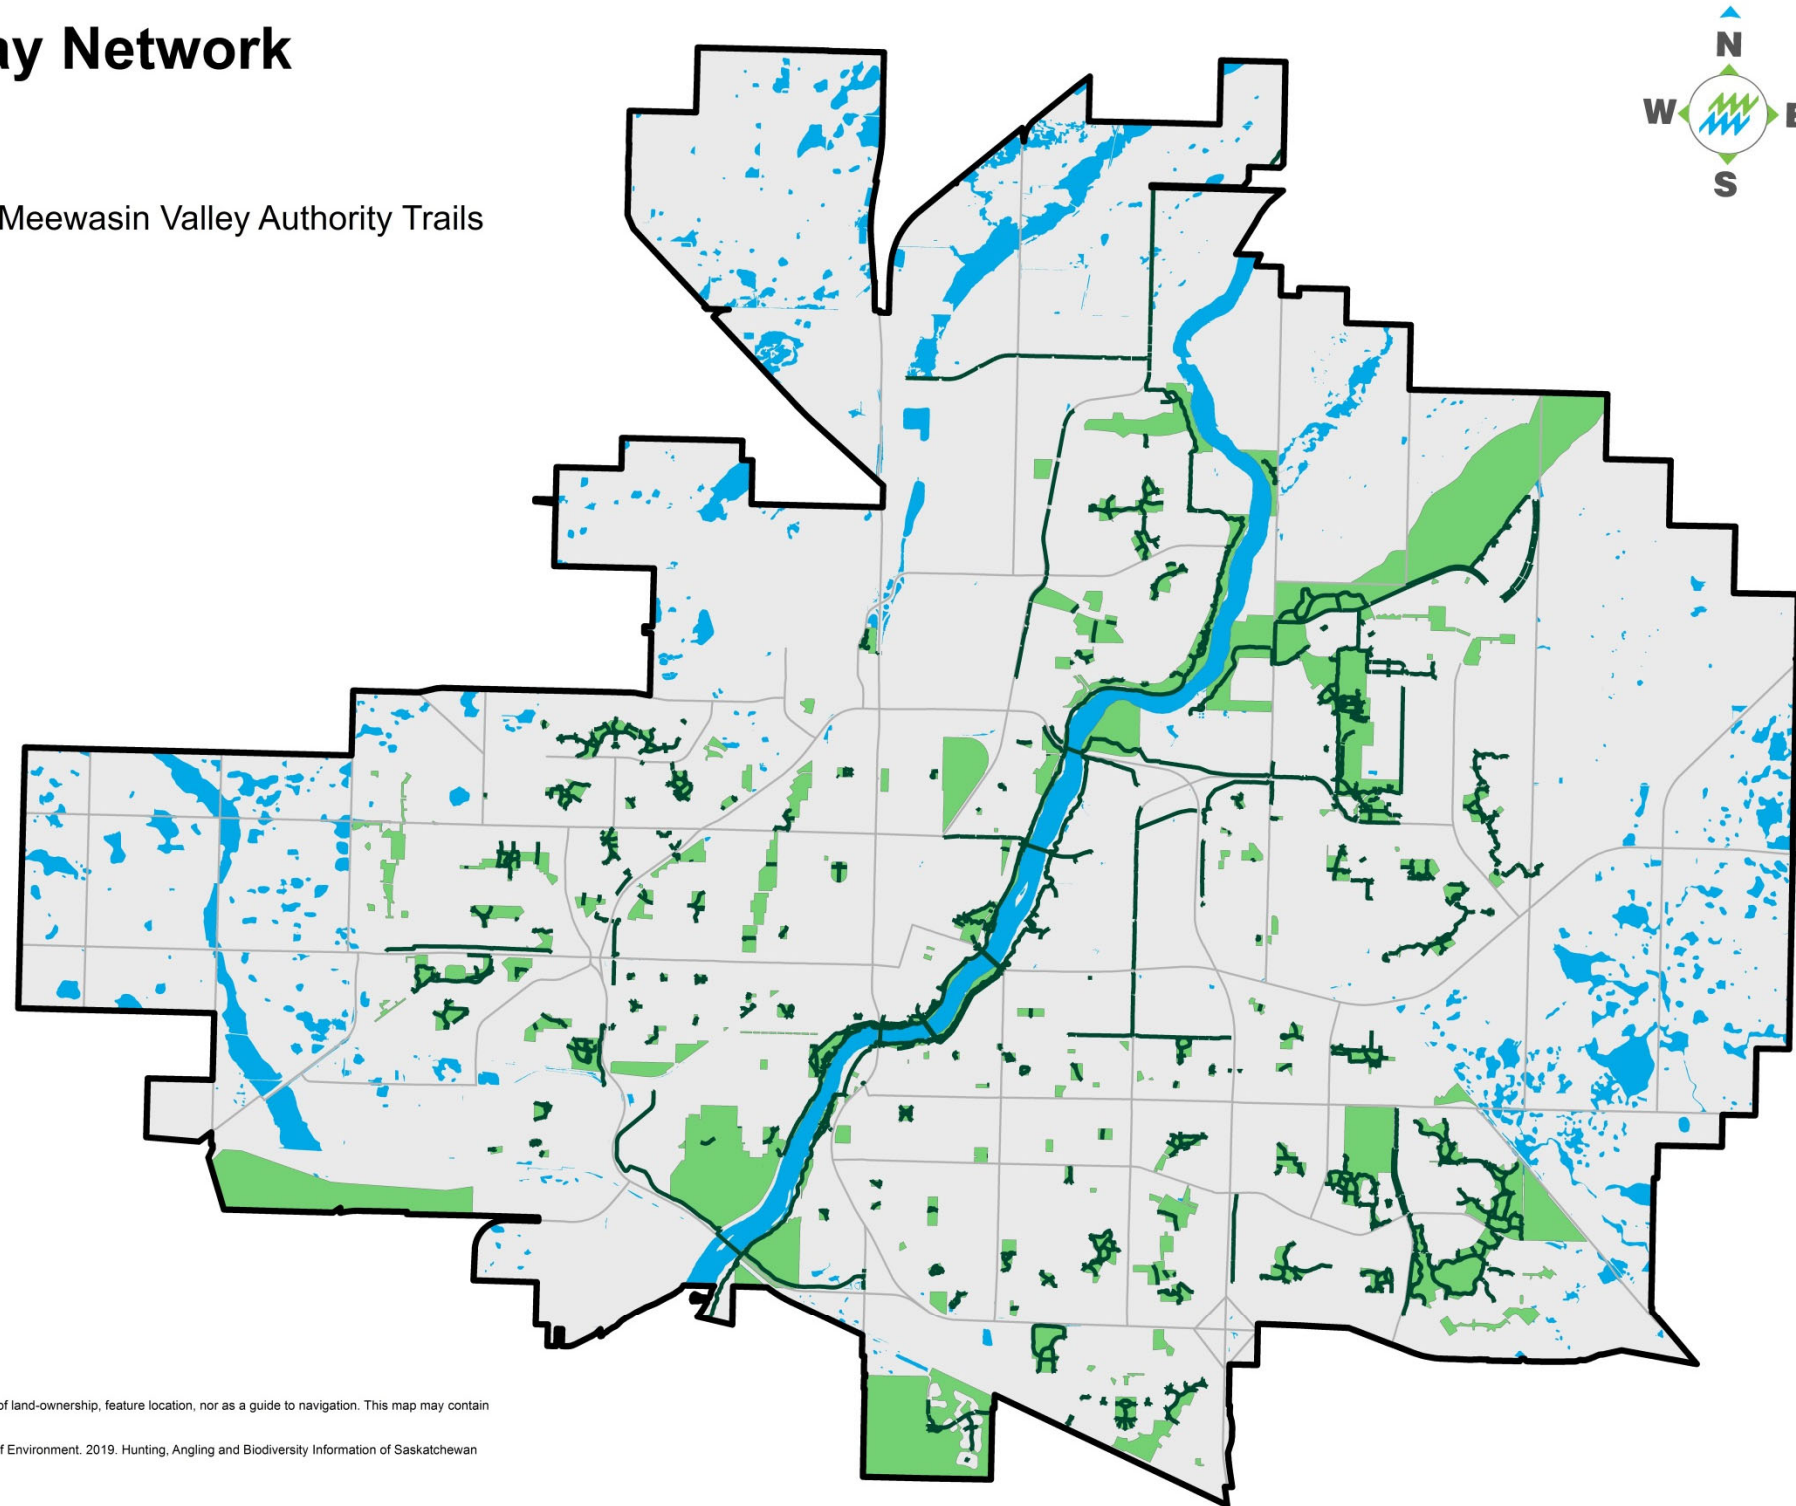 ay Network
N
W
E
S
Meewasin Valley Authority Trails
of land-ownership, feature location, nor as a guide to navigation. This map may contain
f Environment. 2019. Hunting, Angling and Biodiversity Information of Saskatchewan